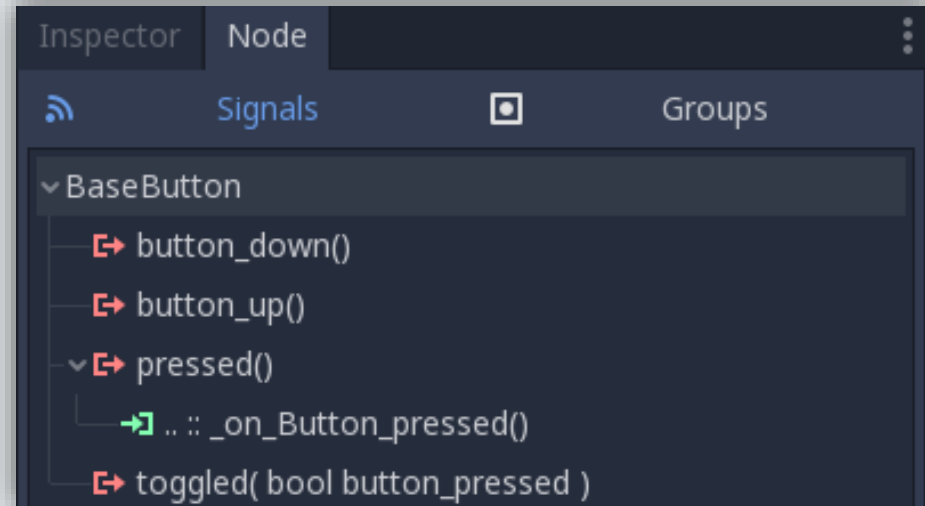 Inspector Node
Signals Groups
BaseButton
button_down()
button_up()
pressed()
.. :: _on_Button_pressed()
toggled( bool button_pressed )